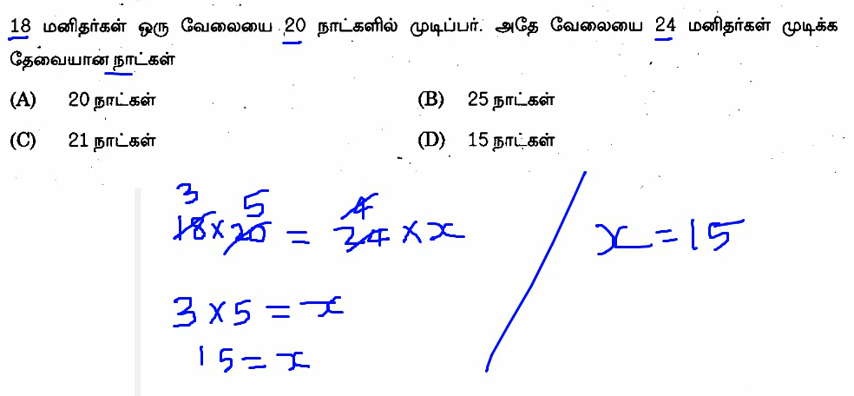 18 மனிதர்கள் ஒரு வேலையை 20 நாட்களில் முடிப்பர். அதே வேலையை 24 மனிதர்கள் முடிக்க
தேவையான நாட்கள்
(A) 20 நாட்கள் (B) 25 நாட்கள்
(C) 21 நாட்கள் (D) 15 நாட்கள்
3 5 4
18 × 20 = 24 × x
x = 15
3 × 5 = x
15 = x